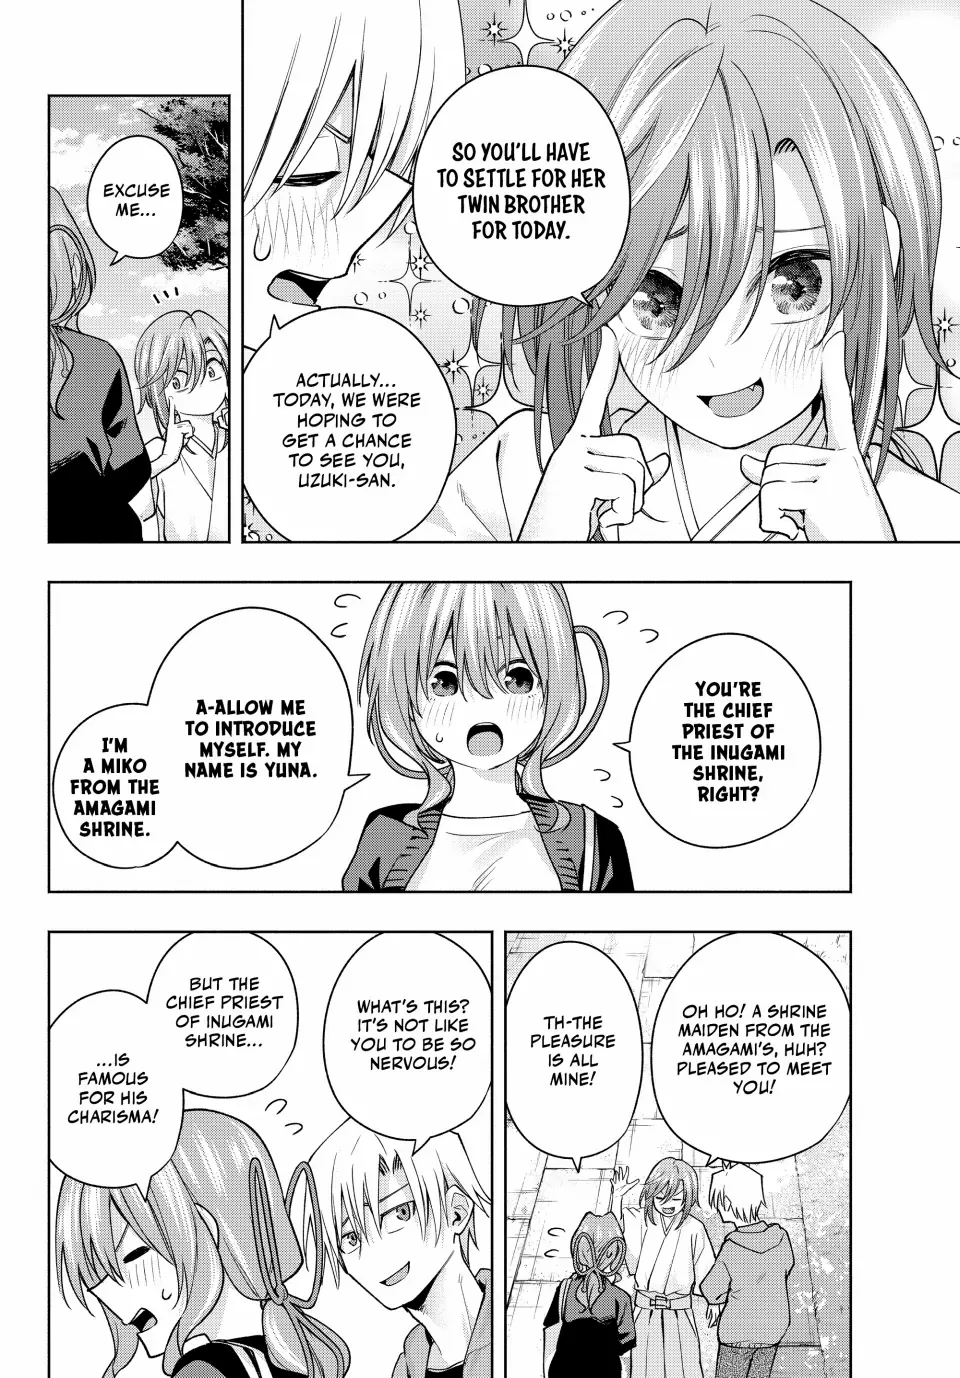 SO YOU'LL HAVE
TO SETTLE FOR HER
TWIN BROTHER
FOR TODAY.
ACTUALLY...
TODAY, WE WERE
HOPING TO
GET A CHANCE
TO SEE YOU,
UZUKI-SAN.
EXCUSE
ME...
YOU'RE
THE CHIEF
PRIEST OF
THE INUGAMI
SHRINE,
RIGHT?
A-ALLOW ME
TO INTRODUCE
MYSELF. MY
NAME IS YUNA.
I'M
A MIKO
FROM THE
AMAGAMI
SHRINE.
OH HO! A SHRINE
MAIDEN FROM THE
AMAGAMI'S, HUH?
PLEASED TO MEET
YOU!
TH-THE
PLEASURE
IS ALL
MINE!
WHAT'S THIS?
IT'S NOT LIKE
YOU TO BE SO
NERVOUS!
BUT THE
CHIEF PRIEST
OF INUGAMI
SHRINE...
...IS
FAMOUS
FOR HIS
CHARISMA!